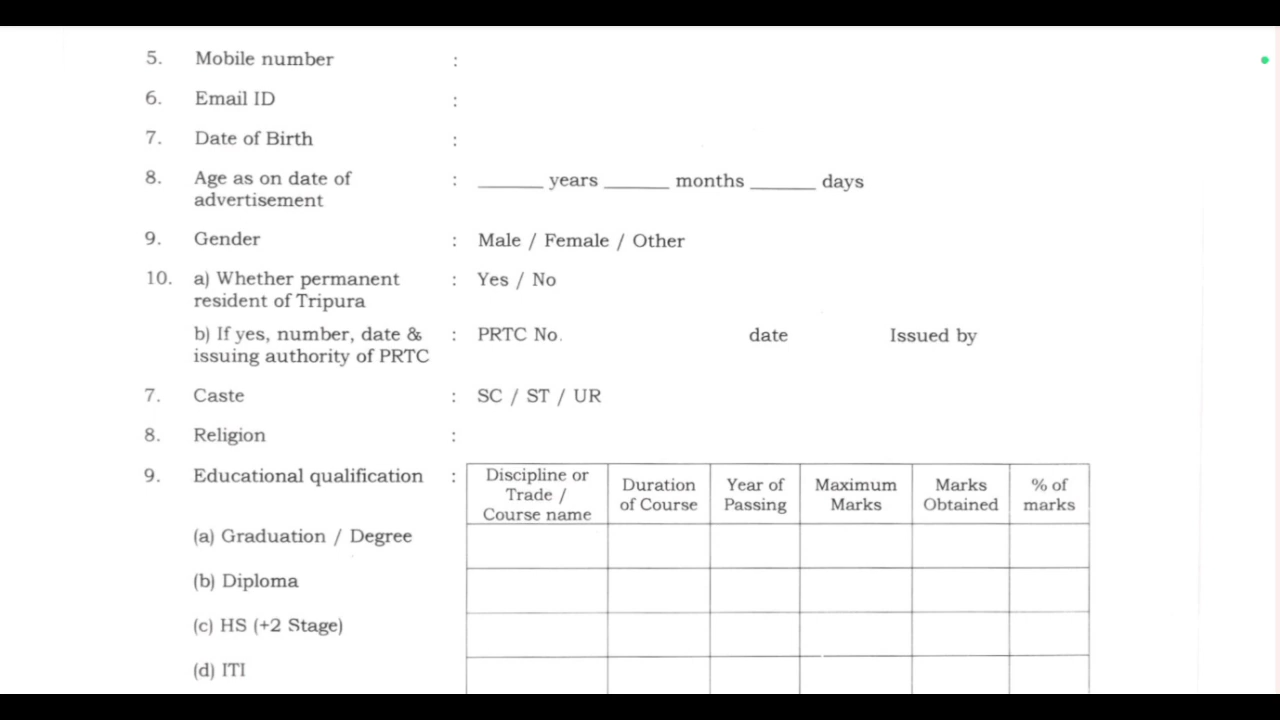 5. Mobile number :
6. Email ID :
7. Date of Birth :
8. Age as on date of : ______ years ______ months ______ days
advertisement
9. Gender : Male / Female / Other
10. a) Whether permanent : Yes / No
resident of Tripura
b) If yes, number, date & : PRTC No. date Issued by
issuing authority of PRTC
7. Caste : SC / ST / UR
8. Religion :
9. Educational qualification :
Discipline or
Trade /
Course name
Duration
of Course
Year of
Passing
Maximum
Marks
Marks
Obtained
% of
marks
(a) Graduation / Degree
(b) Diploma
(c) HS (+2 Stage)
(d) ITI